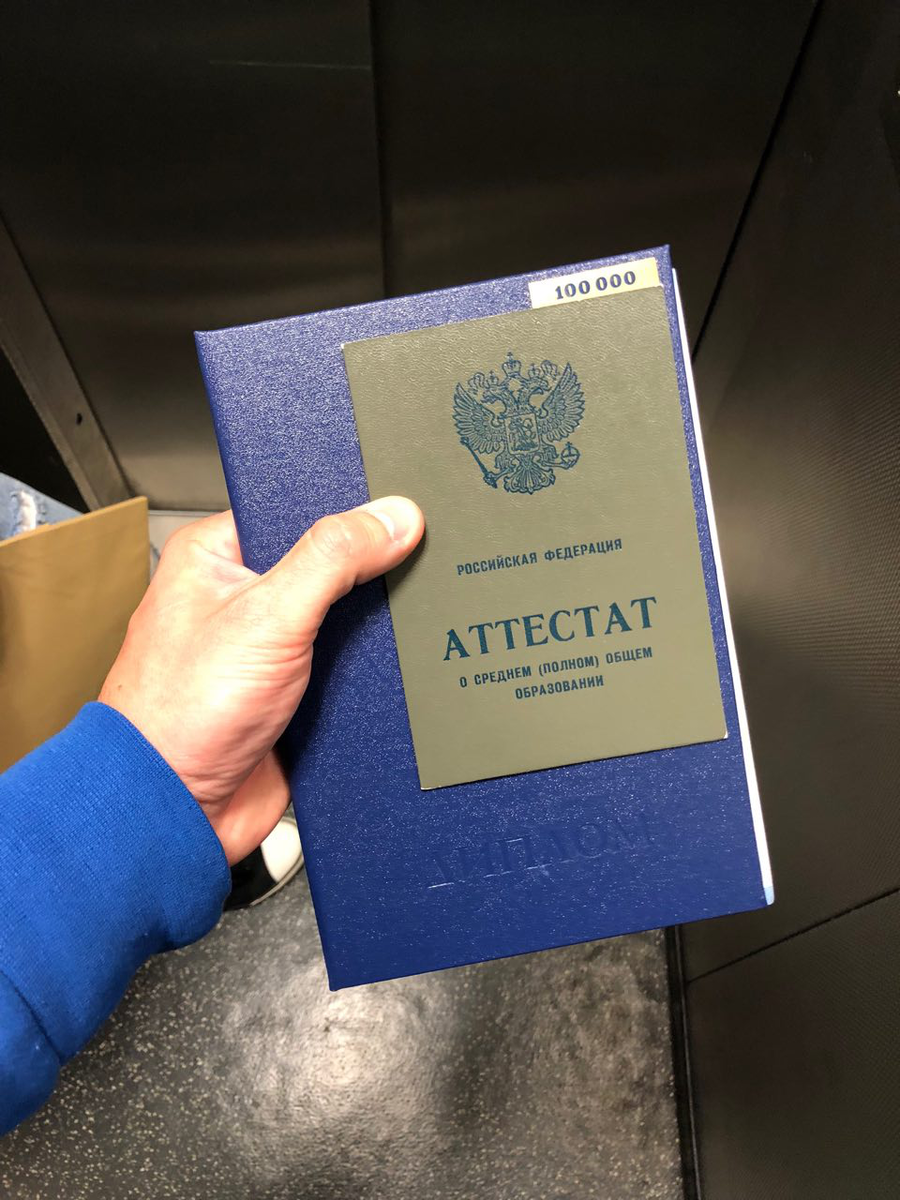 100 000
РОССИЙСКАЯ ФЕДЕРАЦИЯ
АТТЕСТАТ
О СРЕДНЕМ (ПОЛНОМ) ОБЩЕМ
ОБРАЗОВАНИИ
ДИПЛОМ